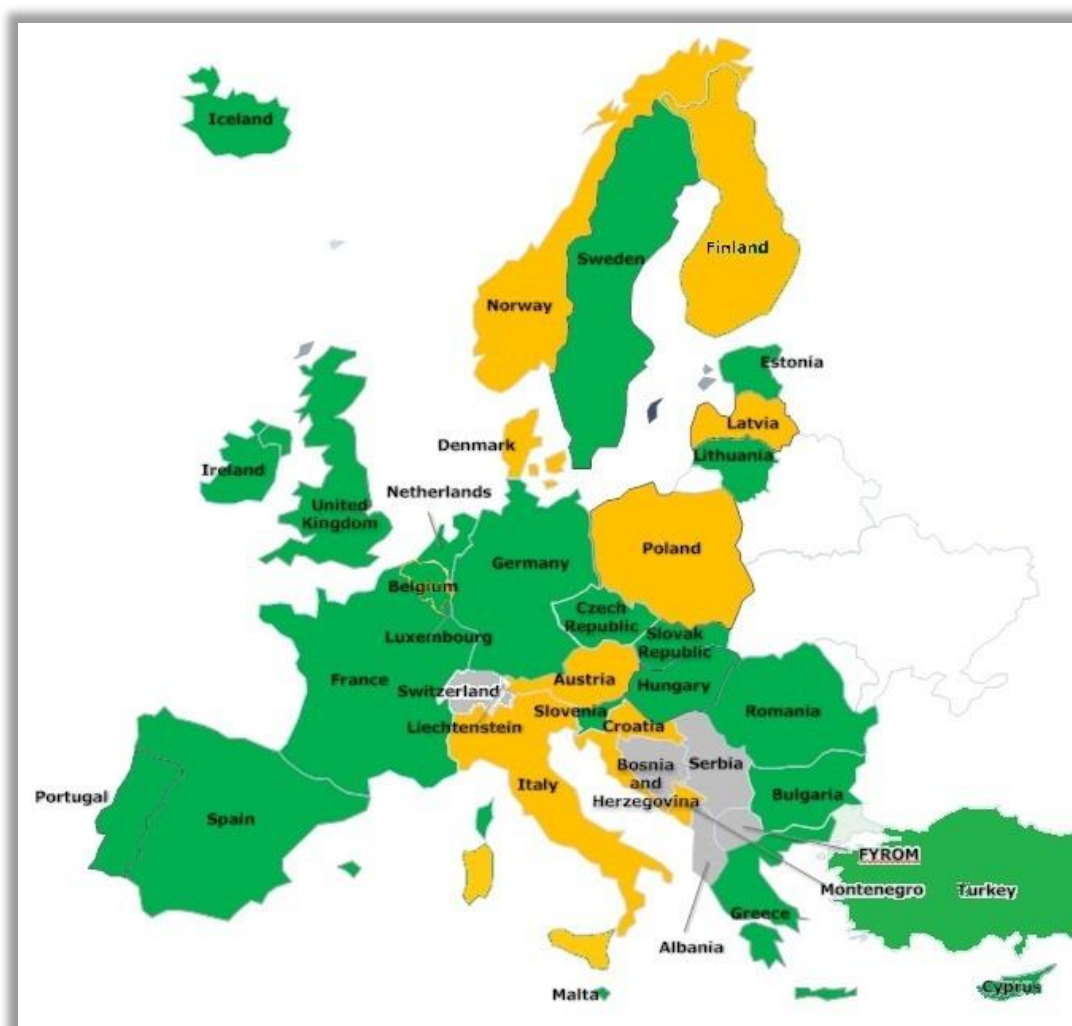 Iceland
Finland
Sweden
Norway
Estonia
Latvia
Denmark
Lithuania
Ireland
Netherlands
United
Kingdom
Poland
Germany
Belgium
Czech
Republic
Luxembourg
Slovak
Republic
France
Austria
Switzerland
Hungary
Slovenia
Romania
Liechtenstein
Croatia
Bosnia
and
Herzegovina
Serbia
Italy
Bulgaria
Portugal
Spain
FYROM
Montenegro
Turkey
Greece
Albania
Malta
Cyprus